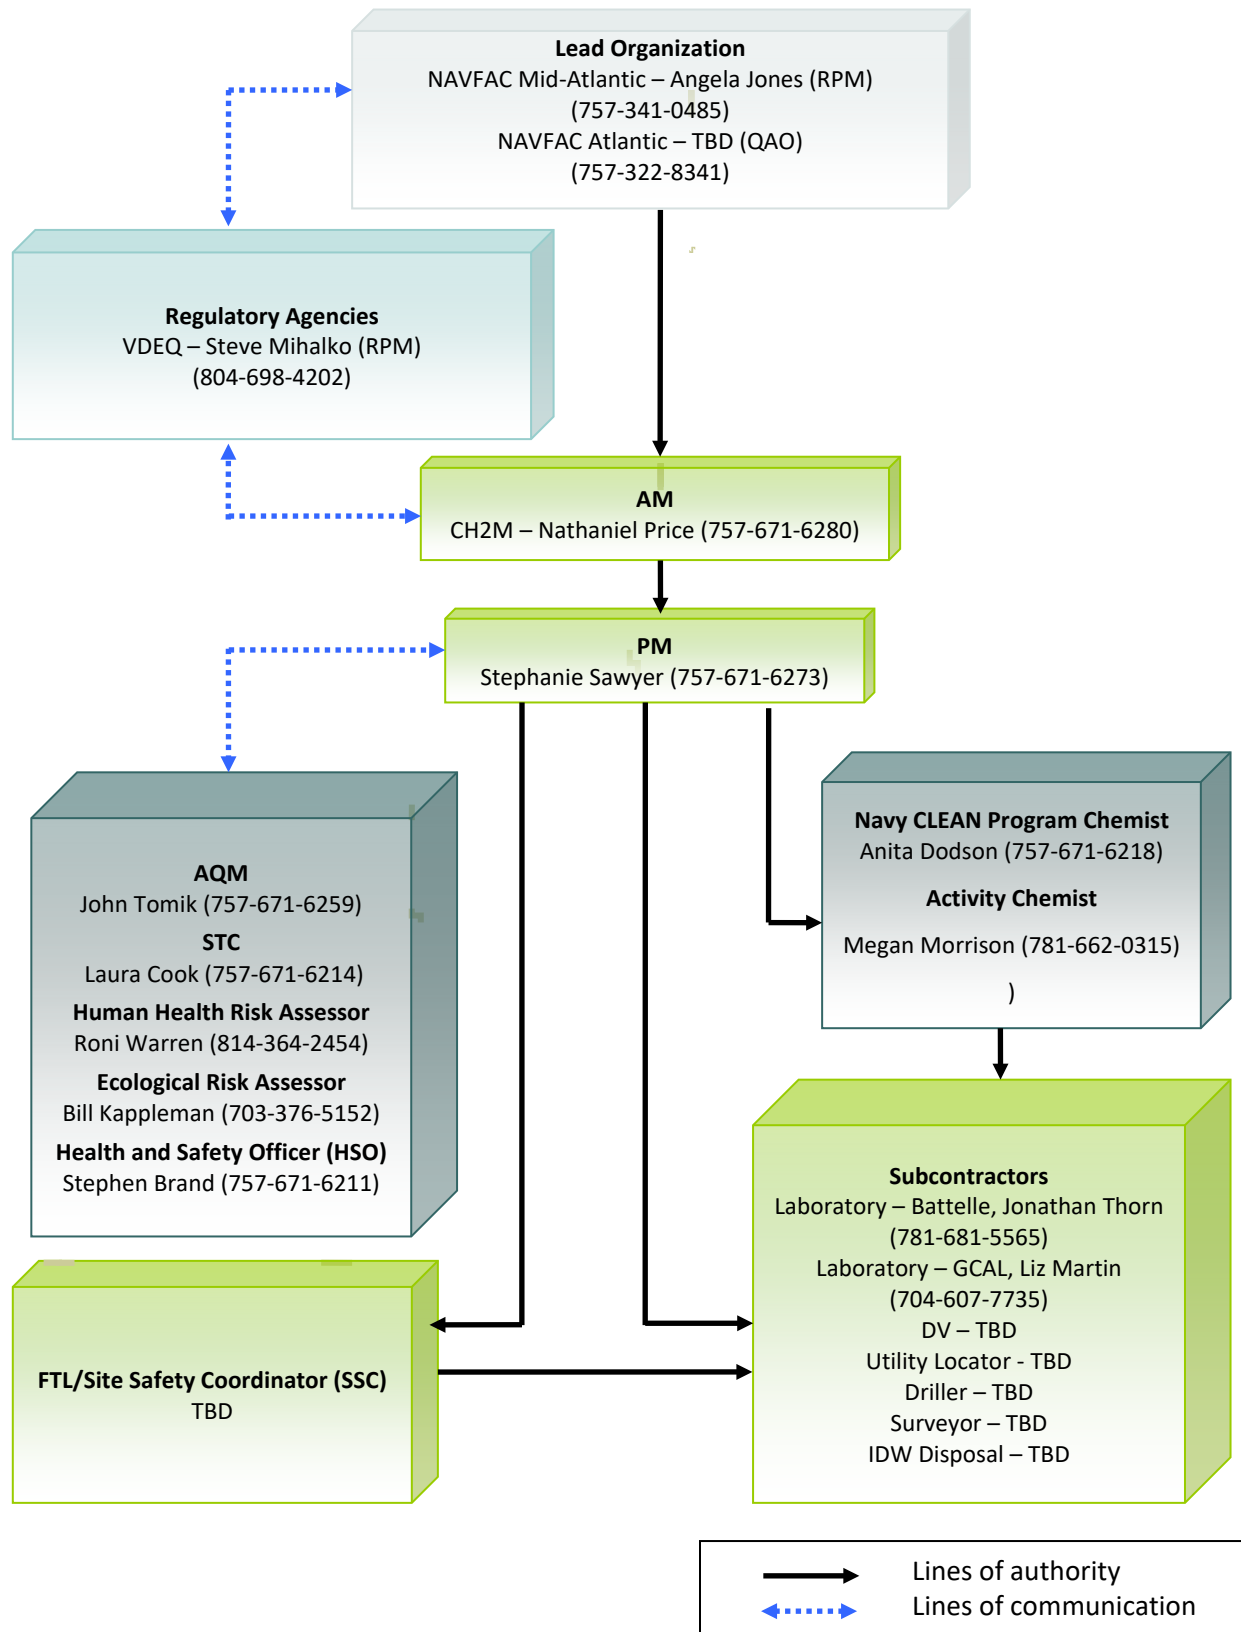 Lead Organization
NAVFAC Mid-Atlantic – Angela Jones (RPM)
(757-341-0485)
NAVFAC Atlantic – TBD (QAO)
(757-322-8341)
Regulatory Agencies
VDEQ – Steve Mihalko (RPM)
(804-698-4202)
AM
CH2M – Nathaniel Price (757-671-6280)
PM
Stephanie Sawyer (757-671-6273)
AQM
John Tomik (757-671-6259)
STC
Laura Cook (757-671-6214)
Human Health Risk Assessor
Roni Warren (814-364-2454)
Ecological Risk Assessor
Bill Kappleman (703-376-5152)
Health and Safety Officer (HSO)
Stephen Brand (757-671-6211)
Navy CLEAN Program Chemist
Anita Dodson (757-671-6218)
Activity Chemist
Megan Morrison (781-662-0315)
)
FTL/Site Safety Coordinator (SSC)
TBD
Subcontractors
Laboratory – Battelle, Jonathan Thorn
(781-681-5565)
Laboratory – GCAL, Liz Martin
(704-607-7735)
DV – TBD
Utility Locator - TBD
Driller – TBD
Surveyor – TBD
IDW Disposal – TBD
Lines of authority
Lines of communication